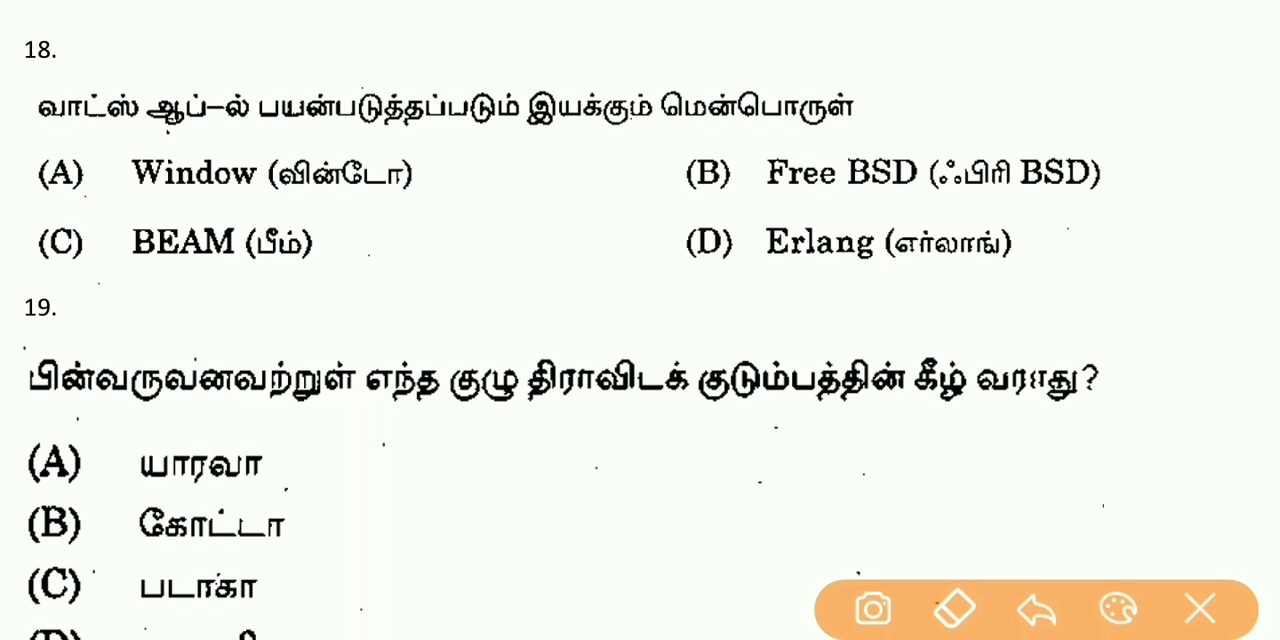 18.
வாட்ஸ் ஆப்–ல் பயன்படுத்தப்படும் இயக்கும் மென்பொருள்
(A) Window (வின்டோ) (B) Free BSD (ஃபிரி BSD)
(C) BEAM (பீம்) (D) Erlang (எர்லாங்)
19.
பின்வருவனவற்றுள் எந்த குழு திராவிடக் குடும்பத்தின் கீழ் வராது?
(A) யாரவா
(B) கோட்டா
(C) படாகா
(D)